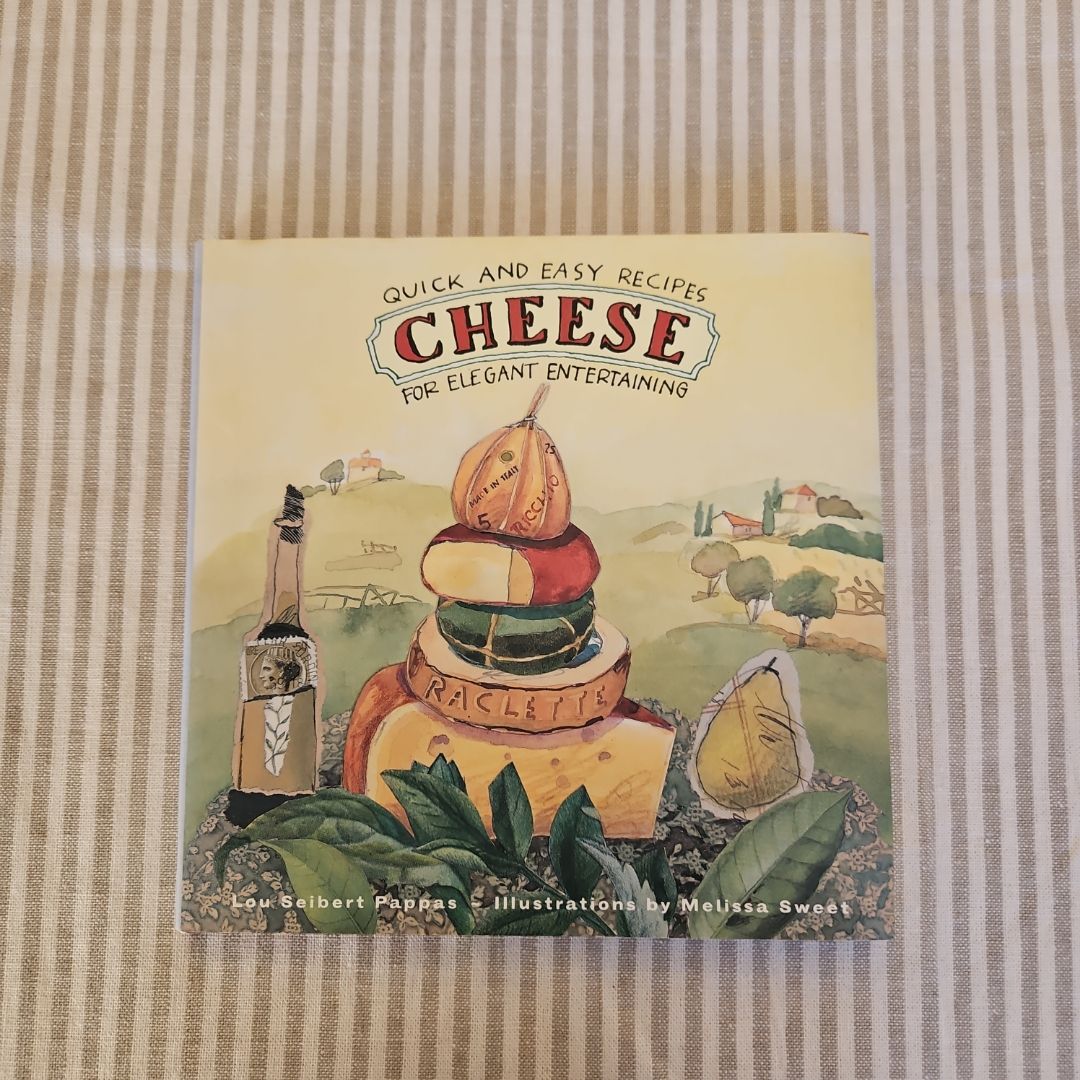 QUICK AND EASY RECIPES
CHEESE
FOR ELEGANT ENTERTAINING
75
MADE IN ITALY
5
RACLETTE
Lou Seibert Pappas – Illustrations by Melissa Sweet